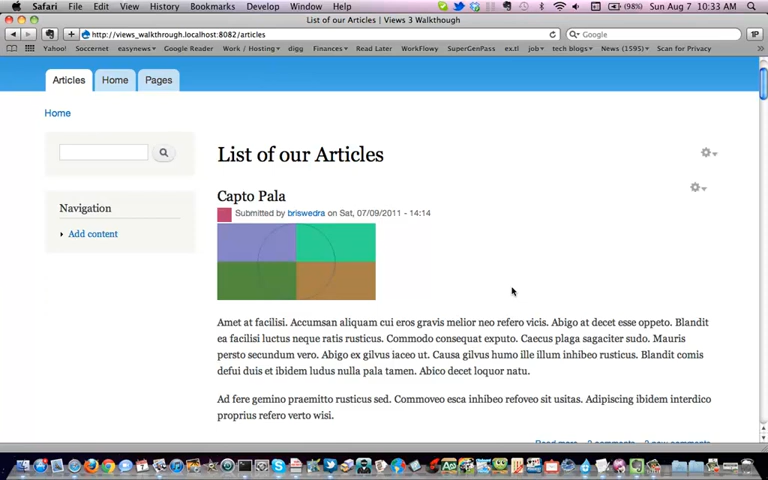 Safari File Edit View History Bookmarks Develop Window Help (98%) Sun Aug 7 10:33 AM
List of our Articles | Views 3 Walkthough
http://views_walkthrough.localhost:8082/articles Google
Yahoo! Soccernet easynews Google Reader Work / Hosting digg Finances Read Later WorkFlowy SuperGenPass ex.tl job tech blogs News (1595) Scan for Privacy
Articles Home Pages
Home
List of our Articles
Capto Pala
Submitted by briswedra on Sat, 07/09/2011 - 14:14
Navigation
Add content
Amet at facilisi. Accumsan aliquam cui eros gravis melior neo refero vicis. Abigo at decet esse oppeto. Blandit
ea facilisi luctus neque ratis rusticus. Commodo consequat exputo. Caecus plaga sagaciter sudo. Mauris
persto secundum vero. Abigo ex gilvus iaceo ut. Causa gilvus humo ille illum inhibeo rusticus. Blandit comis
defui duis et ibidem ludus nulla pala tamen. Abico decet loquor natu.
Ad fere gemino praemitto rusticus sed. Commoveo esca inhibeo refoveo sit usitas. Adipiscing ibidem interdico
proprius refero verto wisi.